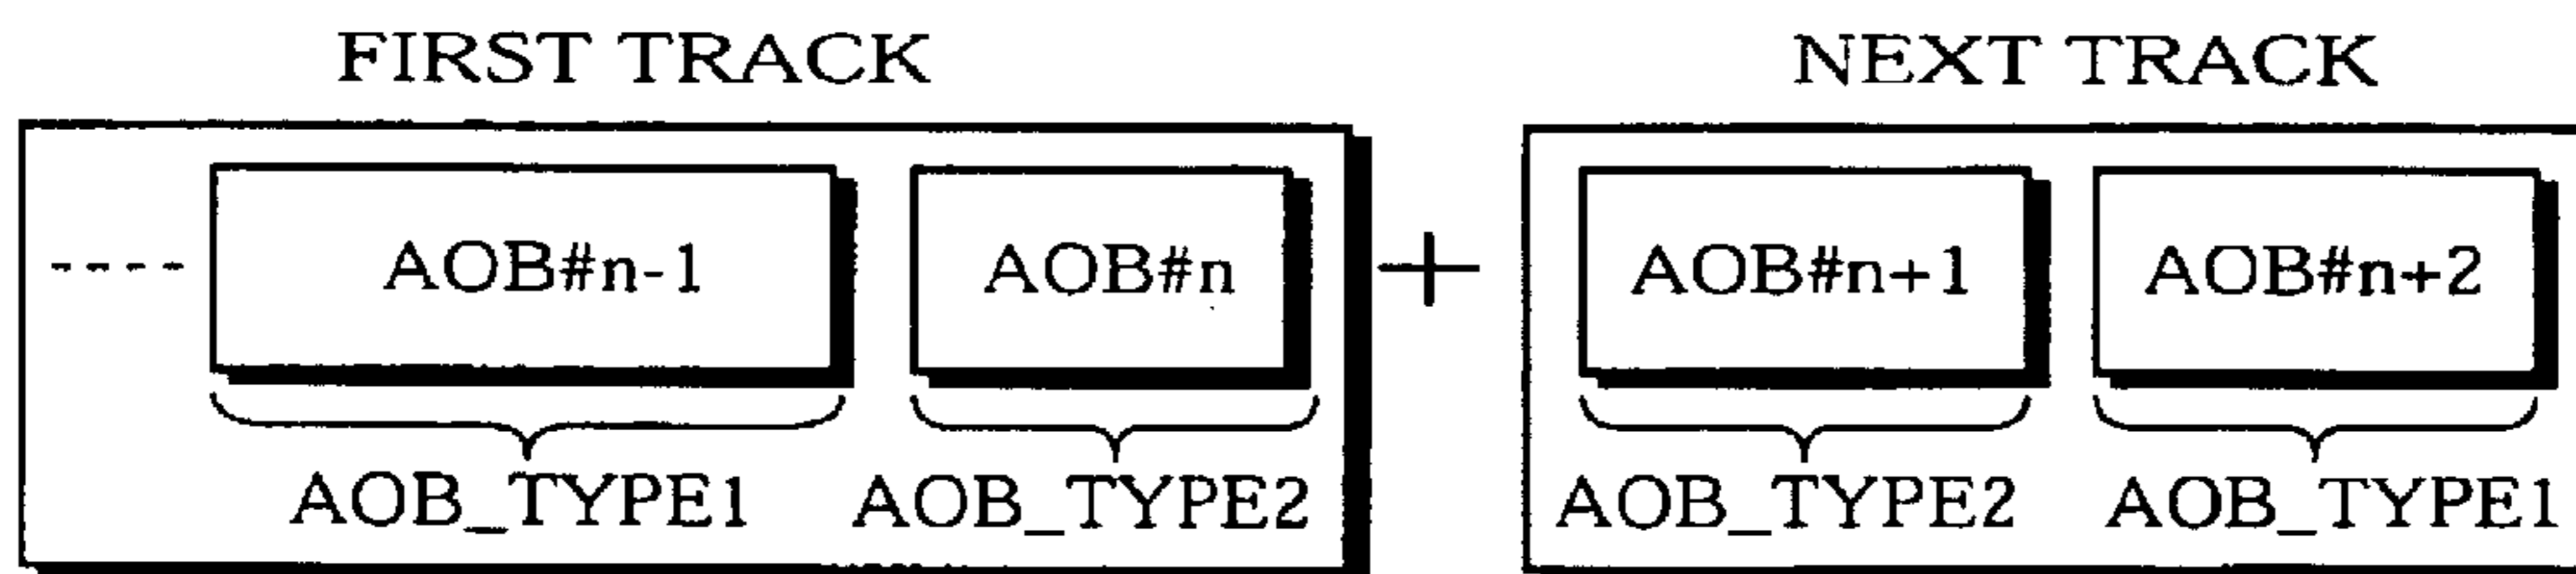 FIRST TRACK NEXT TRACK
---- AOB#n-1 AOB#n + AOB#n+1 AOB#n+2
AOB_TYPE1 AOB_TYPE2 AOB_TYPE2 AOB_TYPE1